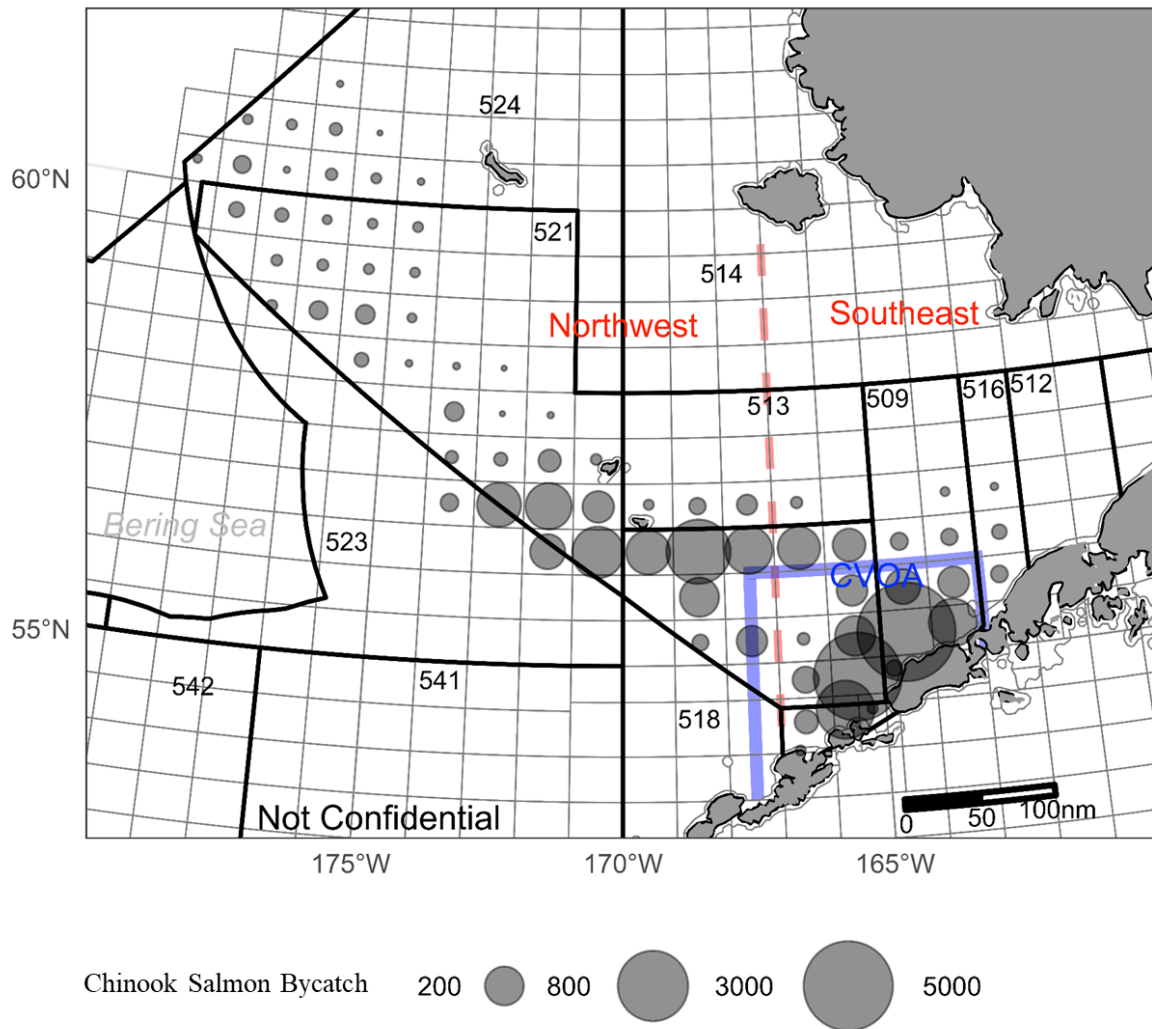 60°N
524
521
514
Northwest
Southeast
513
509
516
512
Bering Sea
523
CVOA
55°N
542
541
518
Not Confidential
0
50
100nm
175°W
170°W
165°W
Chinook Salmon Bycatch 200 800 3000 5000